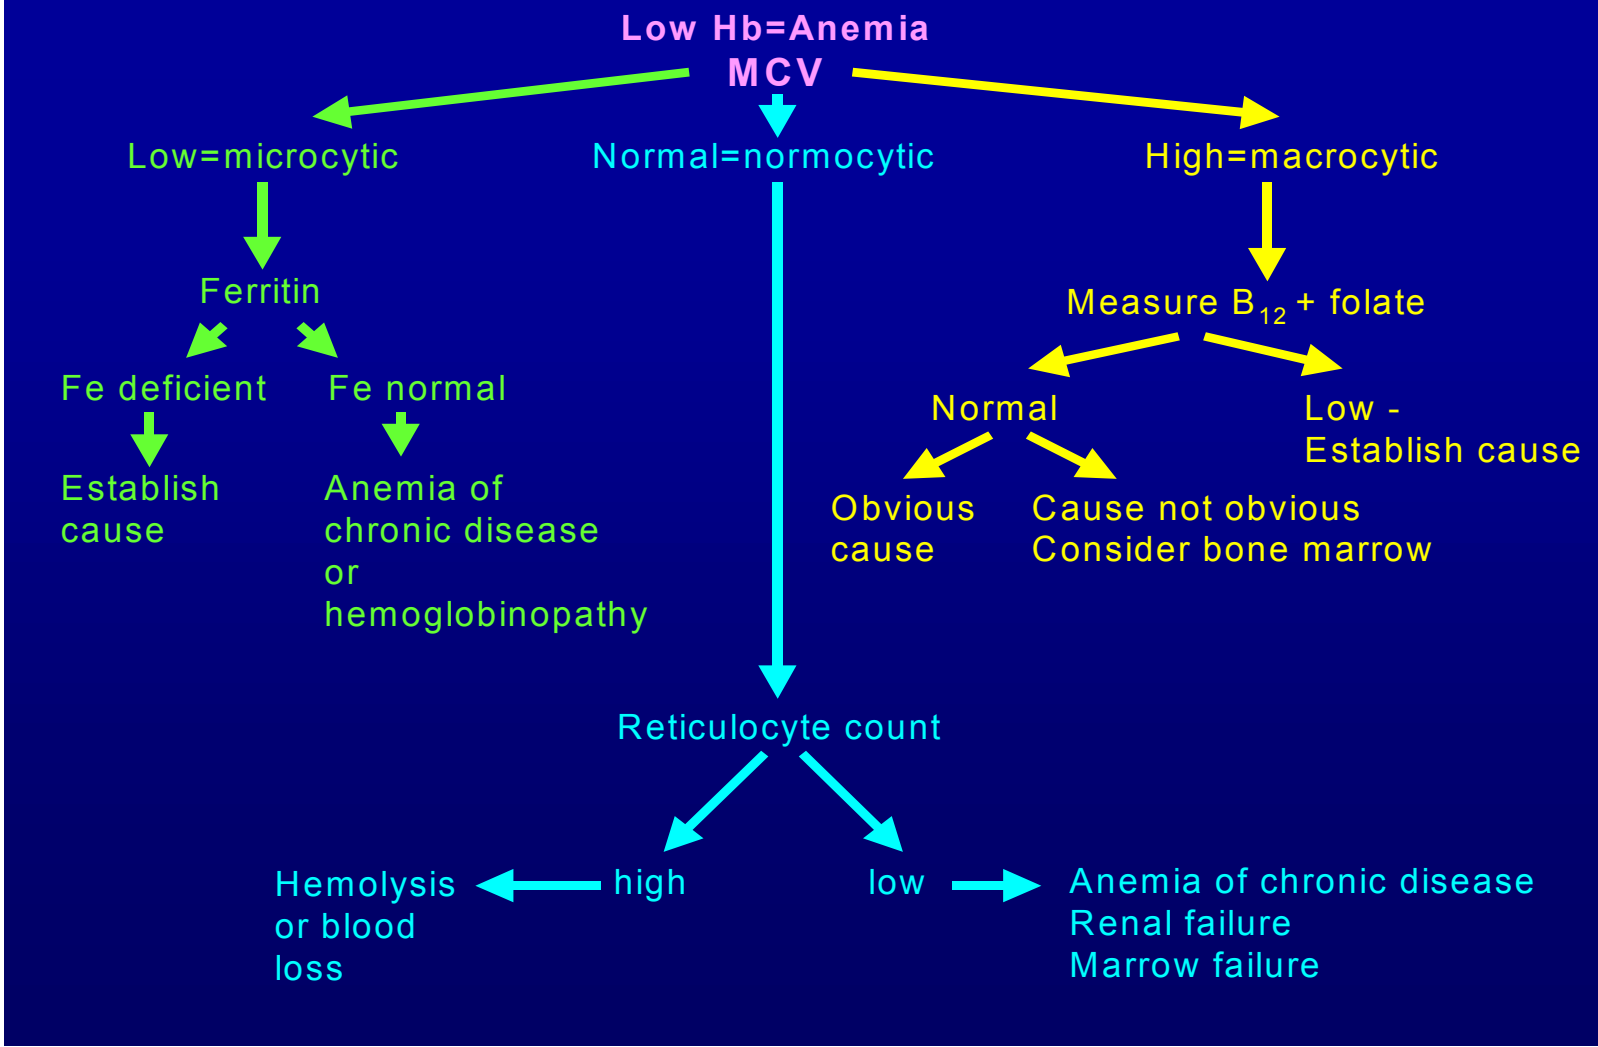 Low Hb=Anemia
MCV
Low=microcytic
Normal=normocytic
High=macrocytic
Ferritin
Measure B₁₂ + folate
Fe deficient
Fe normal
Normal
Low -
Establish cause
Establish
cause
Anemia of
chronic disease
or
hemoglobinopathy
Obvious
cause
Cause not obvious
Consider bone marrow
Reticulocyte count
high
low
Hemolysis
or blood
loss
Anemia of chronic disease
Renal failure
Marrow failure